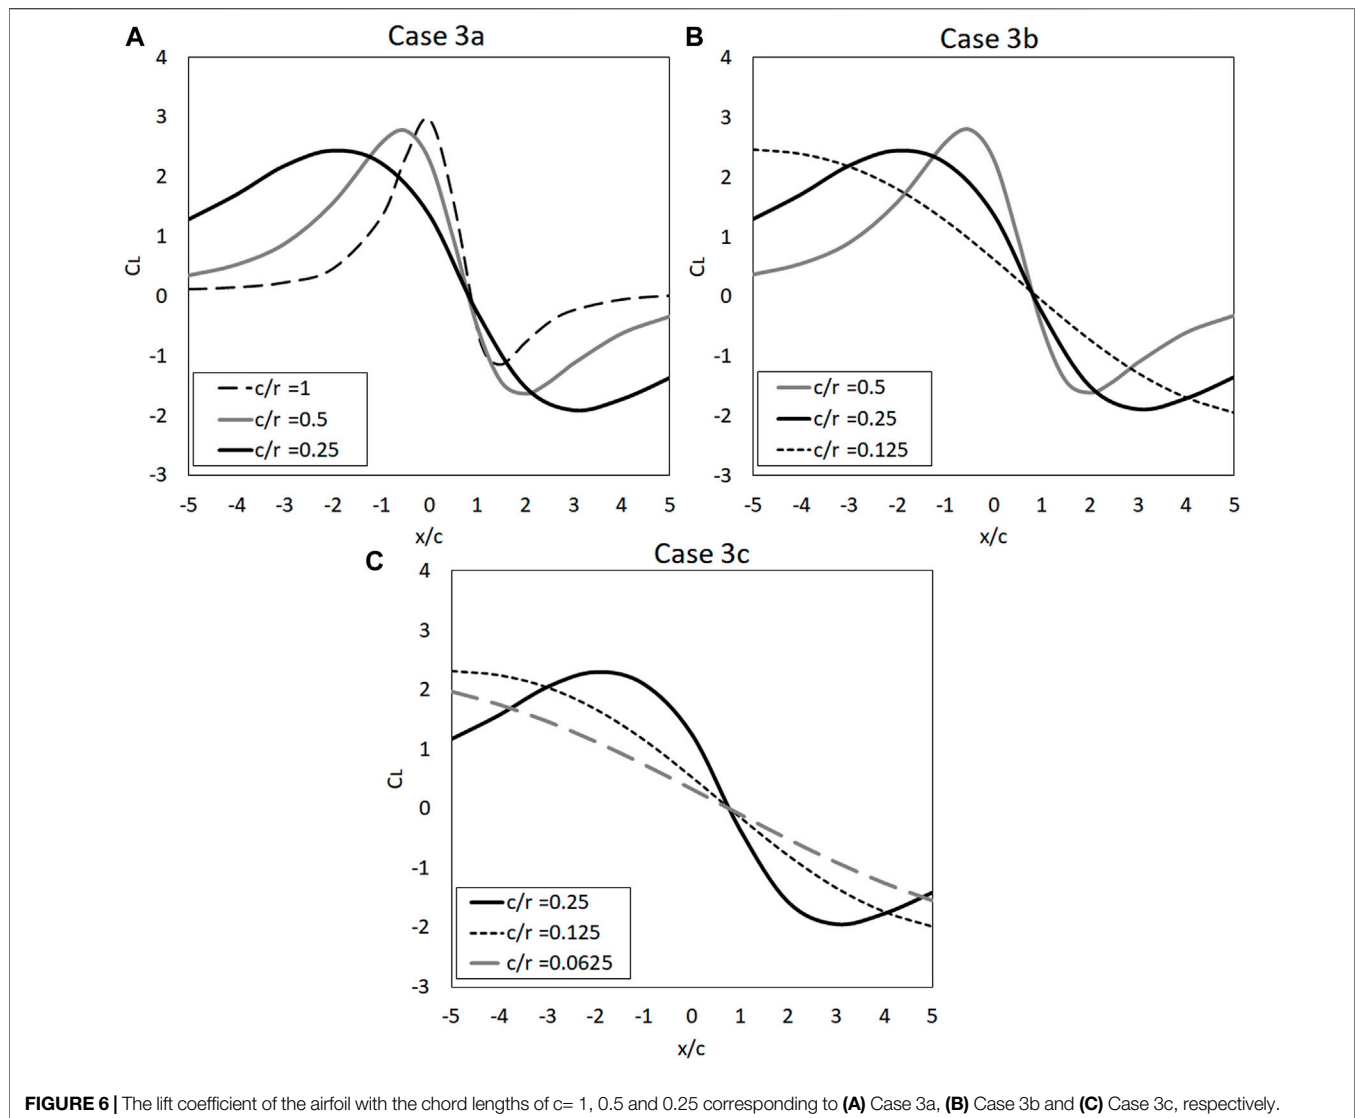 A
Case 3a
4
3
2
1
0
-1
-2
-3
CL
c/r =1
c/r =0.5
c/r =0.25
-5 -4 -3 -2 -1 0 1 2 3 4 5
x/c
B
Case 3b
4
3
2
1
0
-1
-2
-3
CL
c/r =0.5
c/r =0.25
c/r =0.125
-5 -4 -3 -2 -1 0 1 2 3 4 5
x/c
C
Case 3c
4
3
2
1
0
-1
-2
-3
CL
c/r =0.25
c/r =0.125
c/r =0.0625
-5 -4 -3 -2 -1 0 1 2 3 4 5
x/c
FIGURE 6 | The lift coefficient of the airfoil with the chord lengths of c= 1, 0.5 and 0.25 corresponding to (A) Case 3a, (B) Case 3b and (C) Case 3c, respectively.